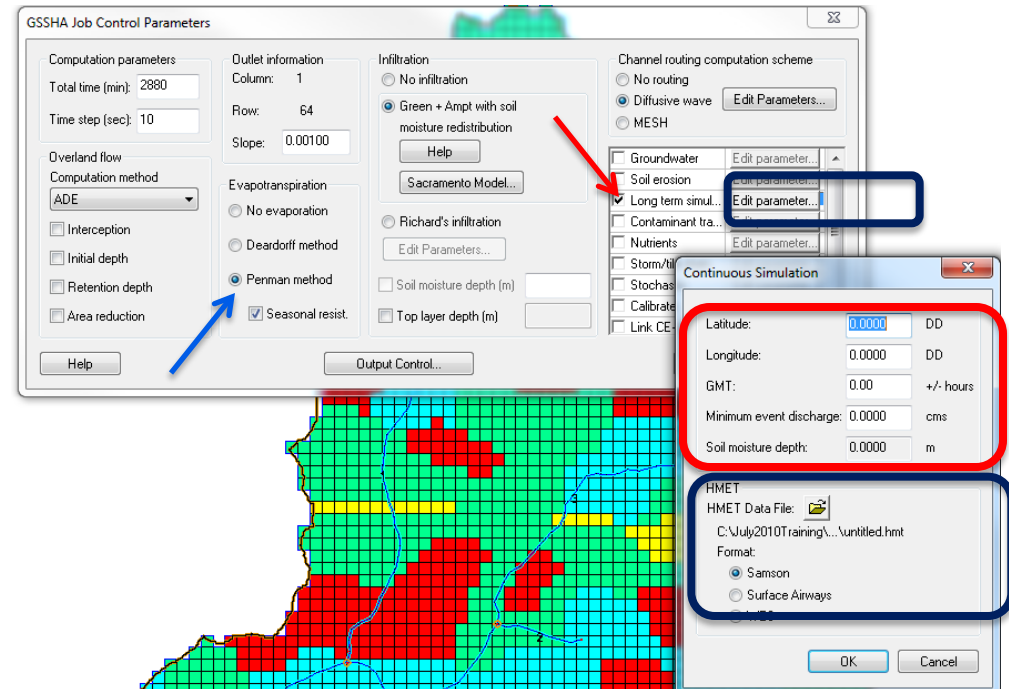 GSSHA Job Control Parameters
Computation parameters
Total time (min): 2880
Time step (sec): 10
Outlet information
Column: 1
Row: 64
Slope: 0.00100
Infiltration
No infiltration
Green + Ampt with soil
moisture redistribution
Help
Sacramento Model...
Richard's infiltration
Edit Parameters...
Soil moisture depth (m)
Top layer depth (m)
Channel routing computation scheme
No routing
Diffusive wave Edit Parameters...
MESH
Overland flow
Computation method
ADE
Interception
Initial depth
Retention depth
Area reduction
Evapotranspiration
No evaporation
Deardorff method
Penman method
Seasonal resist.
Groundwater Edit parameter...
Soil erosion Edit parameter...
Long term simul... Edit parameter...
Contaminant tra... Edit parameter...
Nutrients Edit parameter...
Storm/til
Stochas
Calibrate
Link CE-
Help
Output Control...
Continuous Simulation
Latitude: 0.0000 DD
Longitude: 0.0000 DD
GMT: 0.00 +/- hours
Minimum event discharge: 0.0000 cms
Soil moisture depth: 0.0000 m
HMET
HMET Data File:
C:\July2010Training\...\untitled.hmt
Format:
Samson
Surface Airways
OK Cancel
3
2